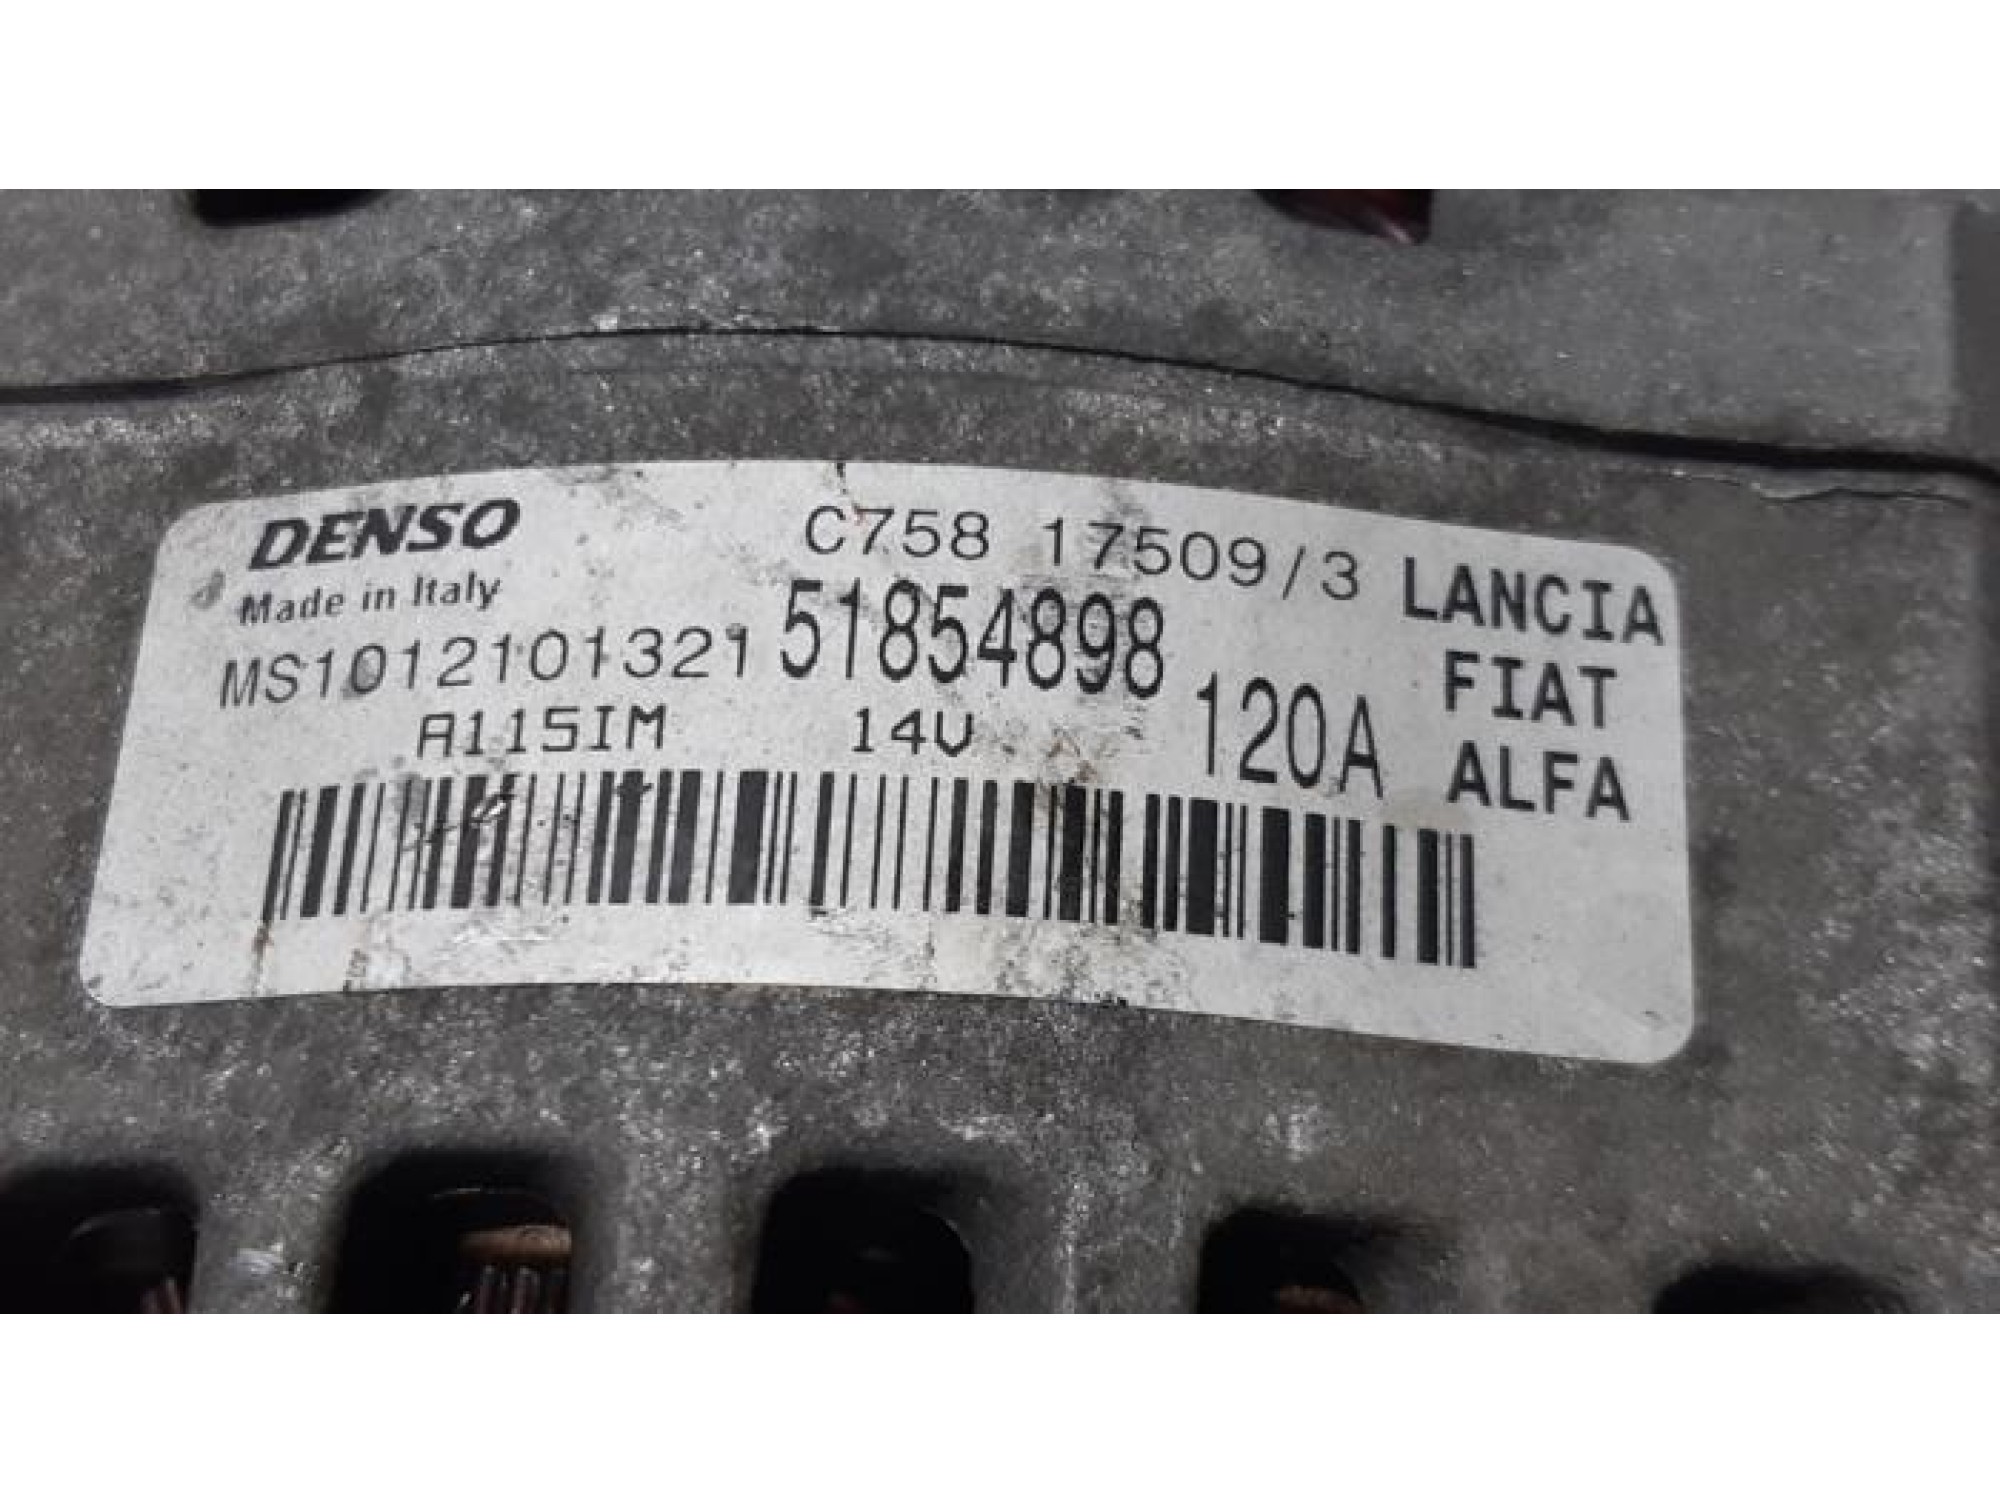 DENSO
Made in Italy
C758 17509/3
MS1012101321
51854898
A115IM 14V
120A
LANCIA
FIAT
ALFA